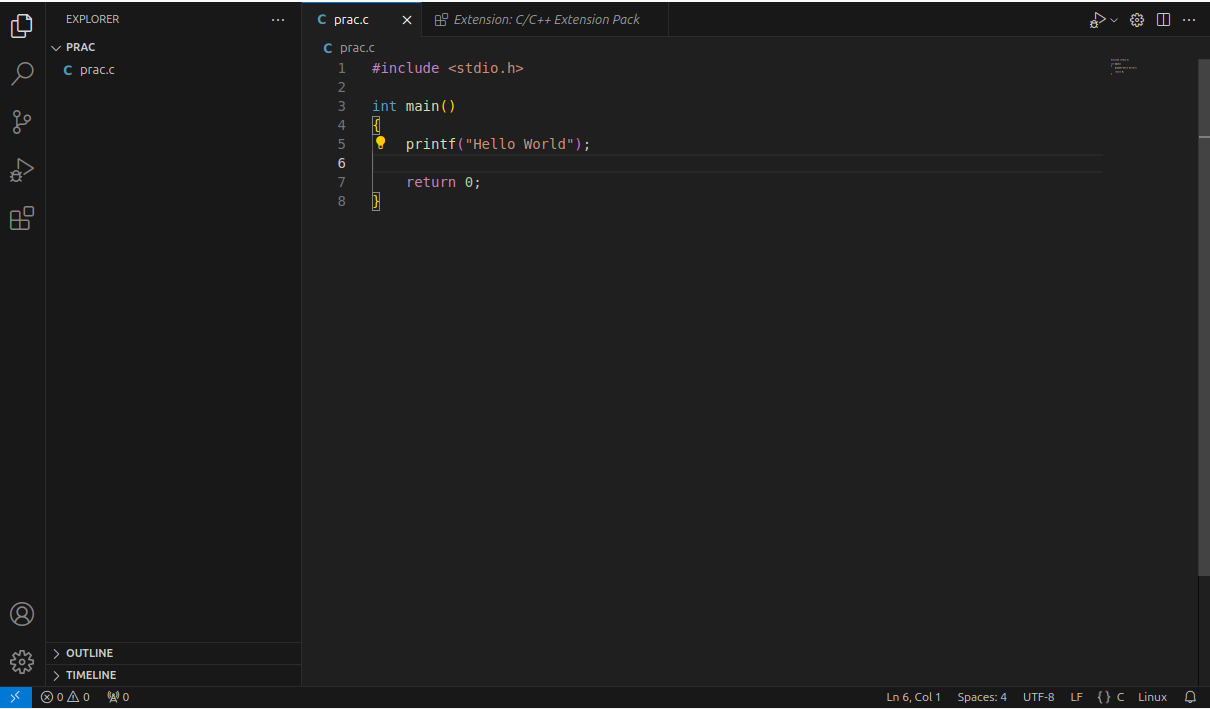 EXPLORER
PRAC
C prac.c
OUTLINE
TIMELINE
C prac.c
Extension: C/C++ Extension Pack
C prac.c
1 #include <stdio.h>
2
3 int main()
4 {
5 printf("Hello World");
6
7 return 0;
8 }
0 0 0
Ln 6, Col 1 Spaces: 4 UTF-8 LF {} C Linux